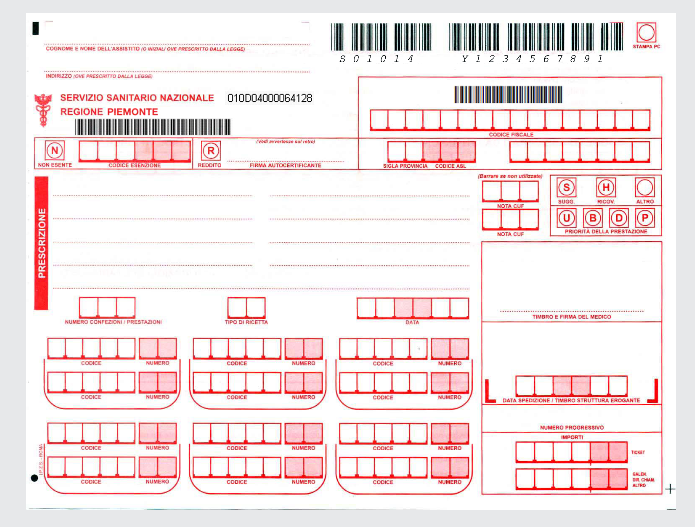 COGNOME E NOME DELL'ASSISTITO (O INIZIALI OVE PRESCRITTO DALLA LEGGE)
S01014 Y1234567891
STAMPA PC
INDIRIZZO (OVE PRESCRITTO DALLA LEGGE)
SERVIZIO SANITARIO NAZIONALE 010D04000064128
REGIONE PIEMONTE
CODICE FISCALE
N
NON ESENTE
CODICE ESENZIONE
R
REDDITO
(Vedi avvertenze sul retro)
FIRMA AUTOCERTIFICANTE
SIGLA PROVINCIA CODICE ASL
PRESCRIZIONE
(Barrare se non utilizzate)
NOTA CUF
NOTA CUF
S H
SUGG. RICOV. ALTRO
U B D P
PRIORITÀ DELLA PRESTAZIONE
NUMERO CONFEZIONI / PRESTAZIONI
TIPO DI RICETTA
DATA
TIMBRO E FIRMA DEL MEDICO
CODICE NUMERO CODICE NUMERO CODICE NUMERO
CODICE NUMERO CODICE NUMERO CODICE NUMERO
DATA SPEDIZIONE / TIMBRO STRUTTURA EROGANTE
CODICE NUMERO CODICE NUMERO CODICE NUMERO
CODICE NUMERO CODICE NUMERO CODICE NUMERO
NUMERO PROGRESSIVO
IMPORTI
TICKET
GALEN.
DIR. CHIAM.
ALTRO